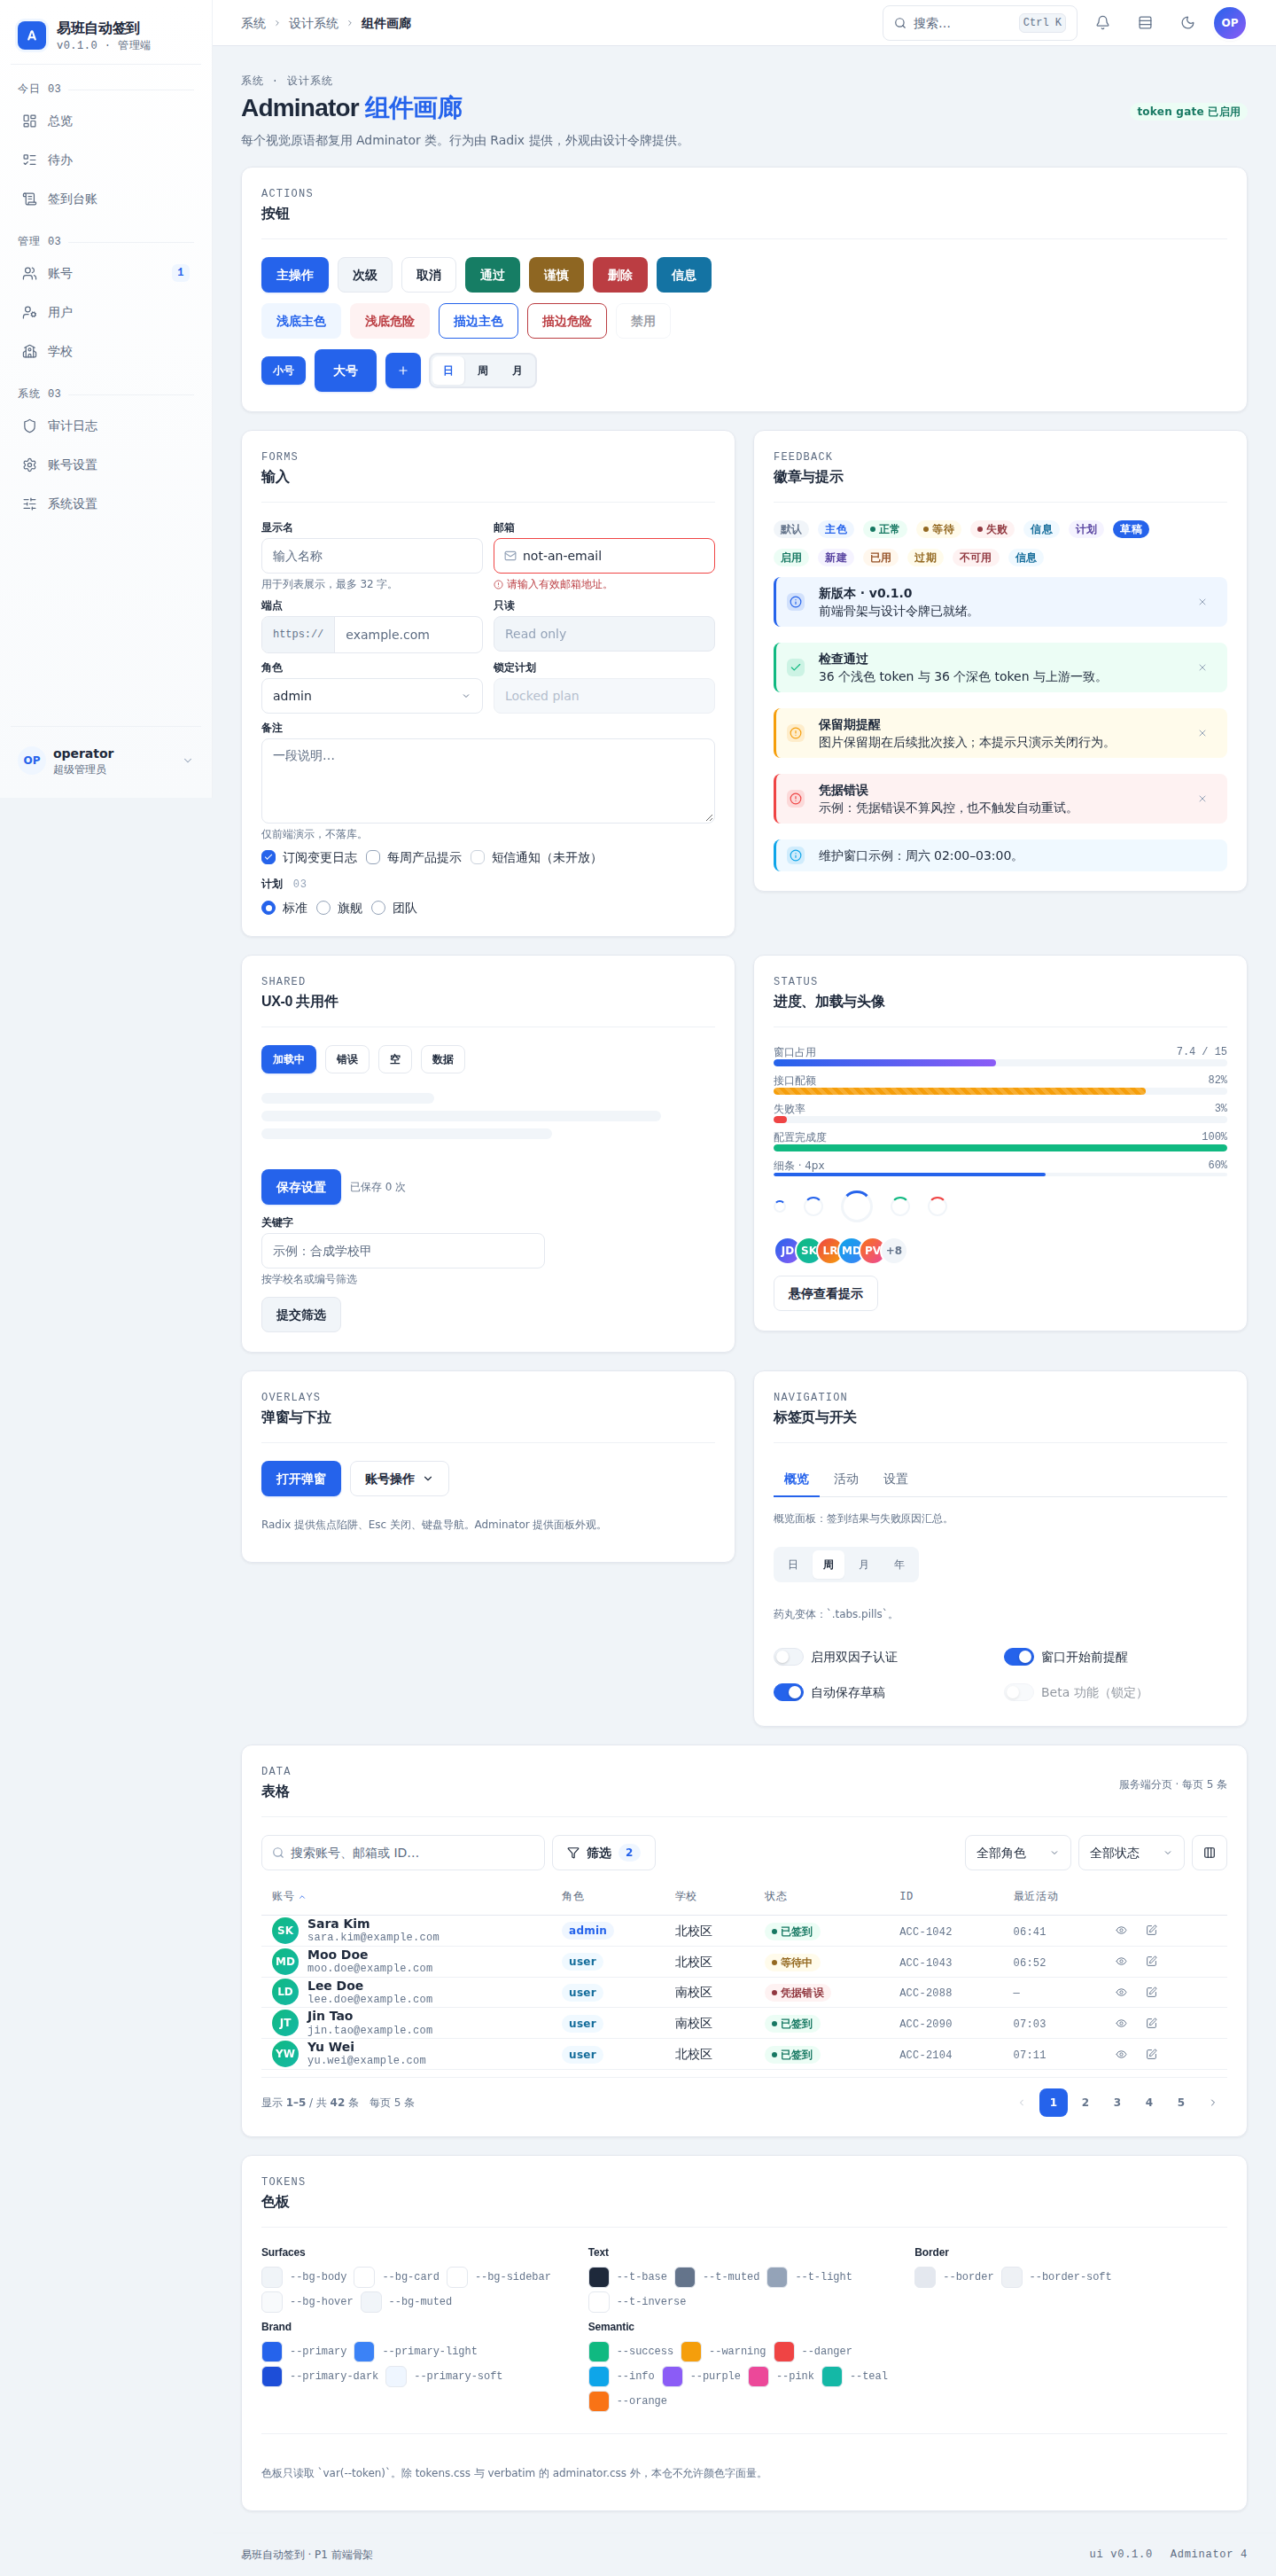 A
易班自动签到
v0.1.0 · 管理端
今日 03
总览
待办
签到台账
管理 03
账号 1
用户
学校
系统 03
审计日志
账号设置
系统设置
OP
operator
超级管理员
系统 › 设计系统 › 组件画廊
搜索… Ctrl K
OP
系统 · 设计系统
Adminator 组件画廊
token gate 已启用
每个视觉原语都复用 Adminator 类。行为由 Radix 提供，外观由设计令牌提供。
ACTIONS
按钮
主操作 次级 取消 通过 谨慎 删除 信息
浅底主色 浅底危险 描边主色 描边危险 禁用
小号 大号 + 日 周 月
FORMS
输入
显示名 邮箱
输入名称 not-an-email
用于列表展示，最多 32 字。 请输入有效邮箱地址。
端点 只读
https:// example.com Read only
角色 锁定计划
admin Locked plan
备注
一段说明…
仅前端演示，不落库。
订阅变更日志 每周产品提示 短信通知（未开放）
计划 03
标准 旗舰 团队
FEEDBACK
徽章与提示
默认 主色 正常 等待 失败 信息 计划 草稿
启用 新建 已用 过期 不可用 信息
新版本 · v0.1.0
前端骨架与设计令牌已就绪。
检查通过
36 个浅色 token 与 36 个深色 token 与上游一致。
保留期提醒
图片保留期在后续批次接入；本提示只演示关闭行为。
凭据错误
示例：凭据错误不算风控，也不触发自动重试。
维护窗口示例：周六 02:00–03:00。
SHARED
UX-0 共用件
加载中 错误 空 数据
保存设置 已保存 0 次
关键字
示例：合成学校甲
按学校名或编号筛选
提交筛选
STATUS
进度、加载与头像
窗口占用 7.4 / 15
接口配额 82%
失败率 3%
配置完成度 100%
细条 · 4px 60%
JD SK LR MD PV +8
悬停查看提示
OVERLAYS
弹窗与下拉
打开弹窗 账号操作
Radix 提供焦点陷阱、Esc 关闭、键盘导航。Adminator 提供面板外观。
NAVIGATION
标签页与开关
概览 活动 设置
概览面板：签到结果与失败原因汇总。
日 周 月 年
药丸变体：`.tabs.pills`。
启用双因子认证 窗口开始前提醒
自动保存草稿 Beta 功能（锁定）
DATA
表格
服务端分页 · 每页 5 条
搜索账号、邮箱或 ID… 筛选 2 全部角色 全部状态
账号 角色 学校 状态 ID 最近活动
SK Sara Kim admin 北校区 已签到 ACC-1042 06:41
sara.kim@example.com
MD Moo Doe user 北校区 等待中 ACC-1043 06:52
moo.doe@example.com
LD Lee Doe user 南校区 凭据错误 ACC-2088 —
lee.doe@example.com
JT Jin Tao user 南校区 已签到 ACC-2090 07:03
jin.tao@example.com
YW Yu Wei user 北校区 已签到 ACC-2104 07:11
yu.wei@example.com
显示 1–5 / 共 42 条 每页 5 条 ‹ 1 2 3 4 5 ›
TOKENS
色板
Surfaces
--bg-body --bg-card --bg-sidebar
--bg-hover --bg-muted
Text
--t-base --t-muted --t-light
--t-inverse
Border
--border --border-soft
Brand
--primary --primary-light
--primary-dark --primary-soft
Semantic
--success --warning --danger
--info --purple --pink --teal
--orange
色板只读取 `var(--token)`。除 tokens.css 与 verbatim 的 adminator.css 外，本仓不允许颜色字面量。
易班自动签到 · P1 前端骨架
ui v0.1.0 Adminator 4